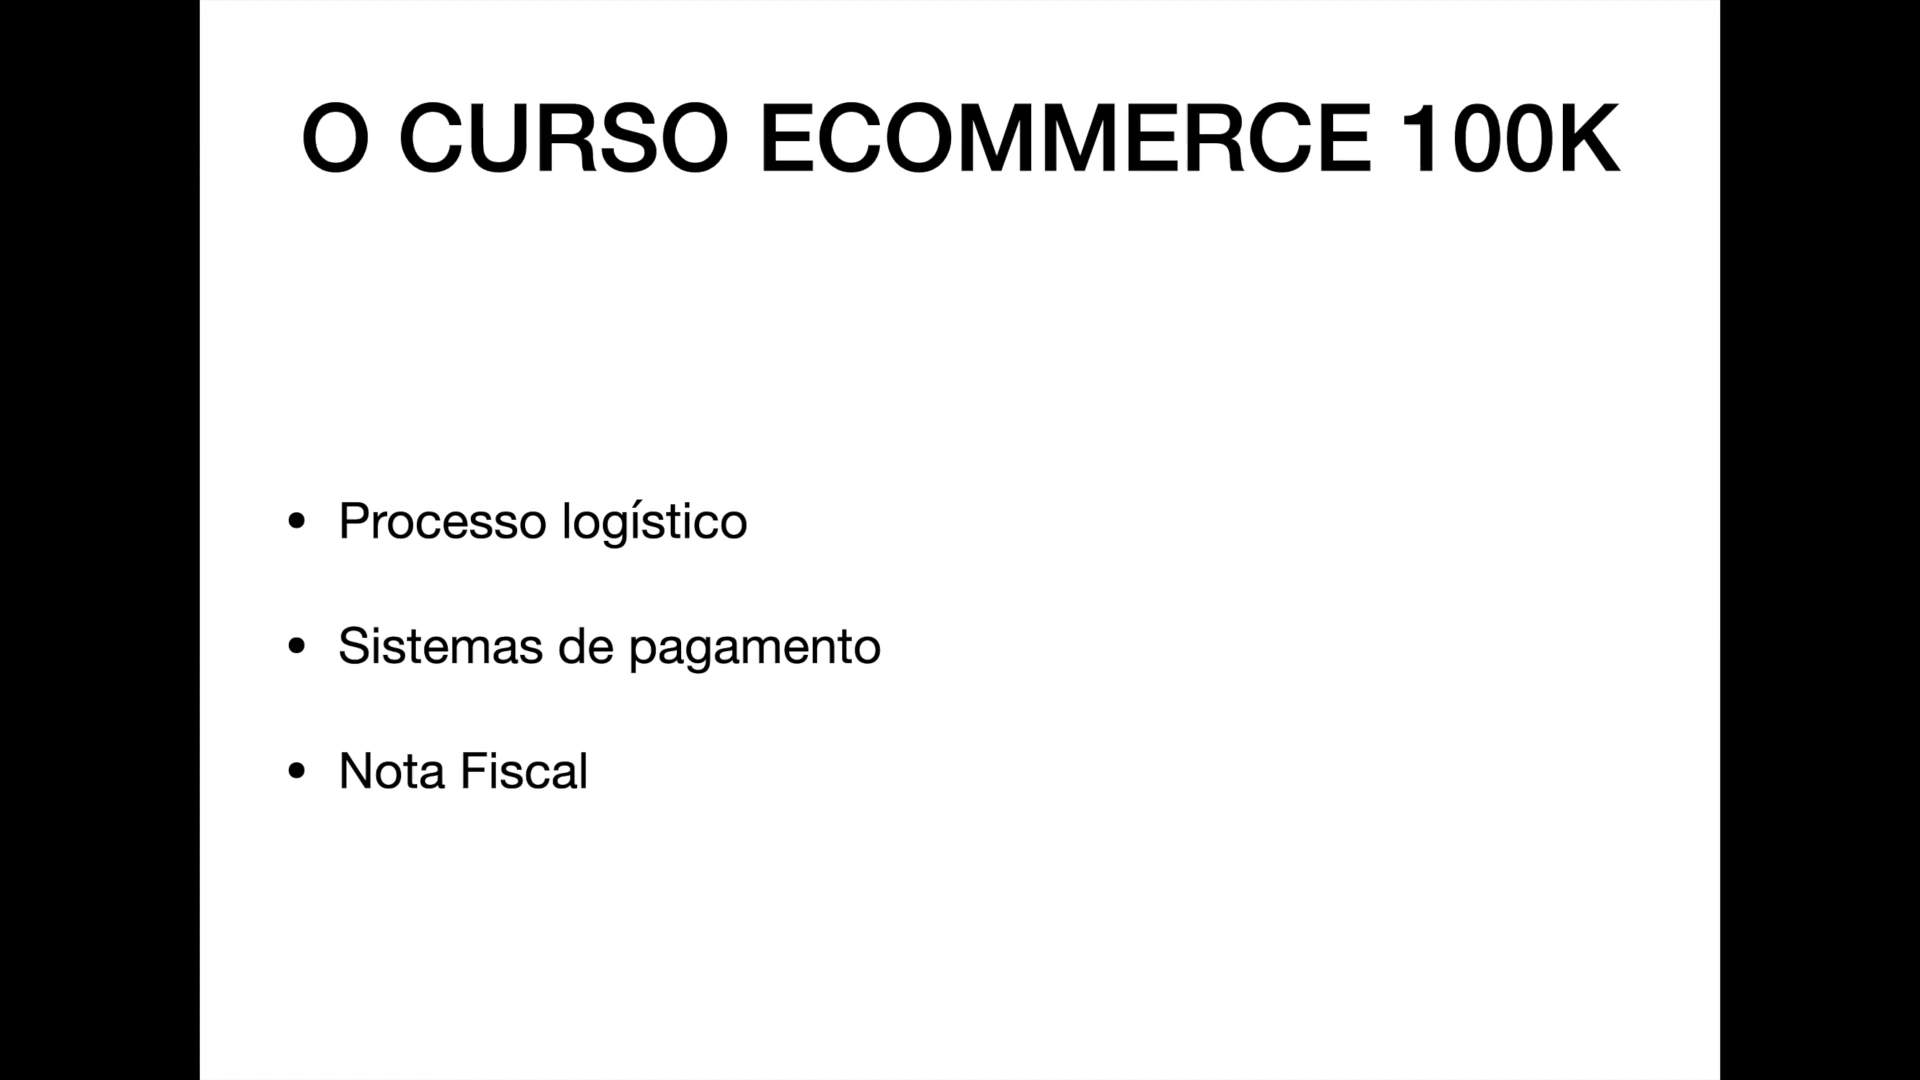 O CURSO ECOMMERCE 100K
• Processo logístico
• Sistemas de pagamento
• Nota Fiscal